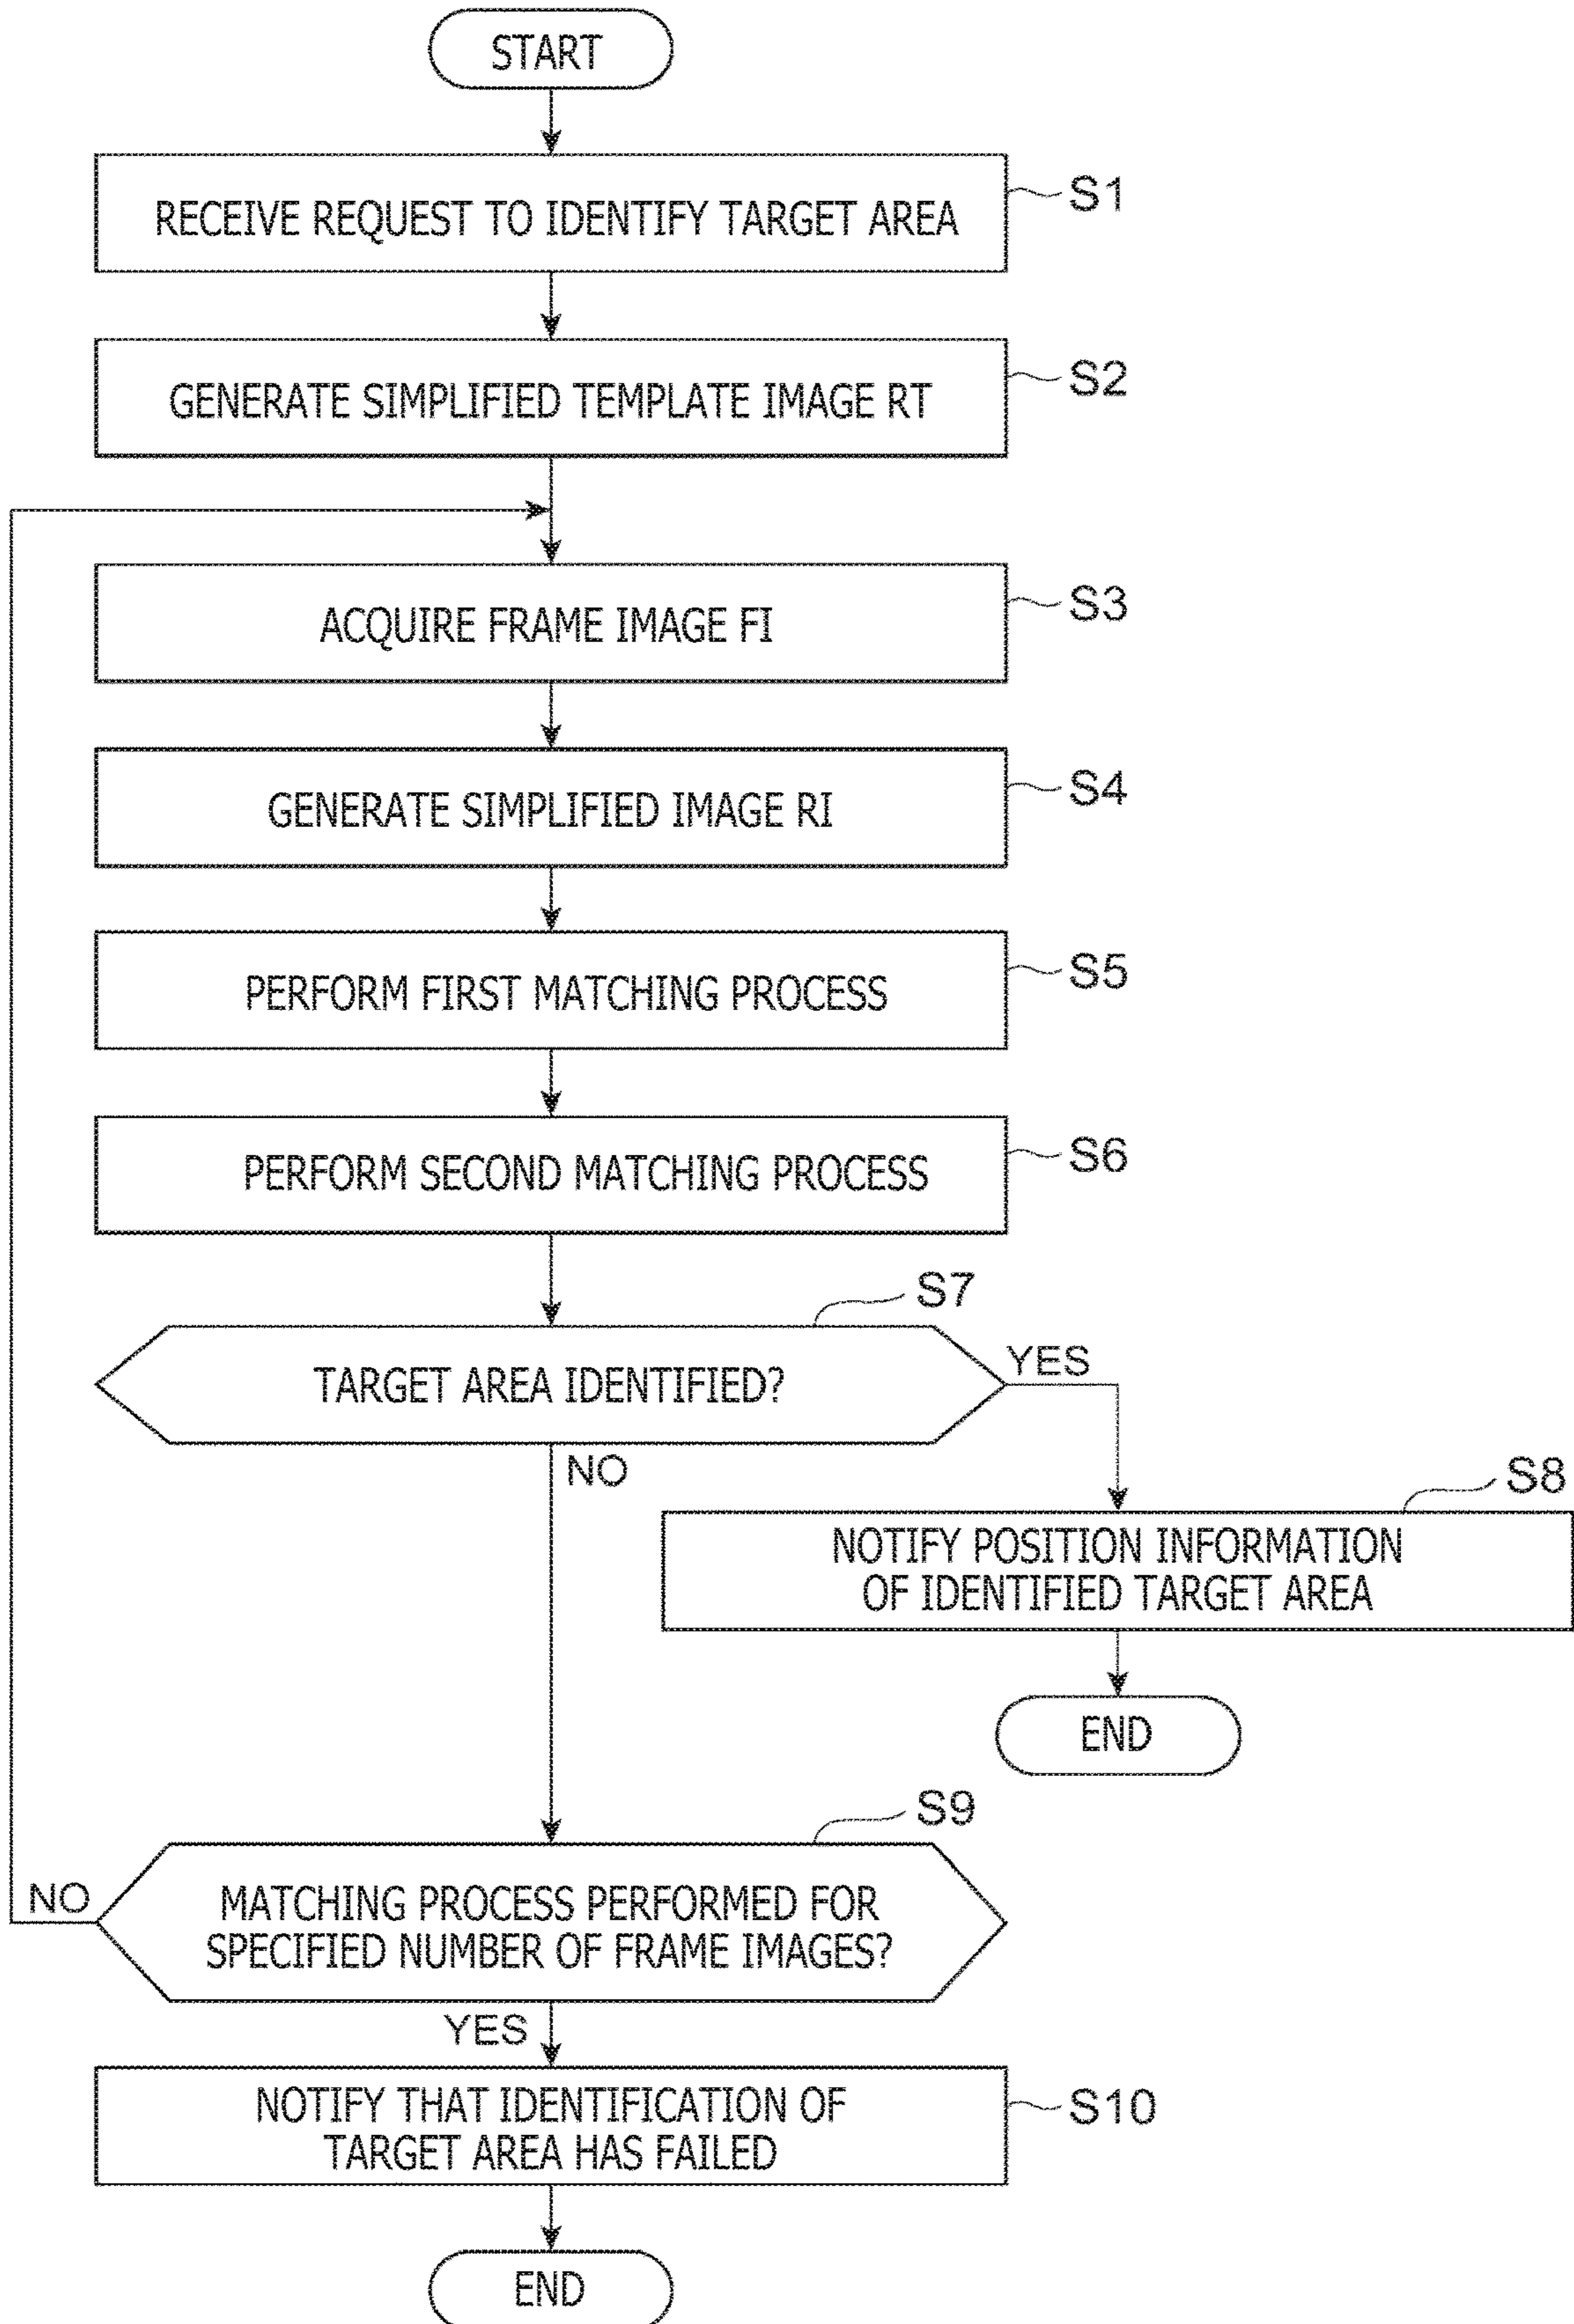 START
RECEIVE REQUEST TO IDENTIFY TARGET AREA
S1
GENERATE SIMPLIFIED TEMPLATE IMAGE RT
S2
ACQUIRE FRAME IMAGE FI
S3
GENERATE SIMPLIFIED IMAGE RI
S4
PERFORM FIRST MATCHING PROCESS
S5
PERFORM SECOND MATCHING PROCESS
S6
S7
TARGET AREA IDENTIFIED?
YES
NO
S8
NOTIFY POSITION INFORMATION
OF IDENTIFIED TARGET AREA
END
S9
NO
MATCHING PROCESS PERFORMED FOR
SPECIFIED NUMBER OF FRAME IMAGES?
YES
NOTIFY THAT IDENTIFICATION OF
TARGET AREA HAS FAILED
S10
END